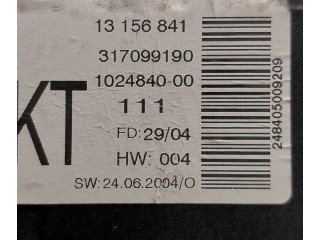 13 156 841
317099190
1024840-00
111
KT
FD: 29/04
HW: 004
SW: 24.06.2004/O
248405009209